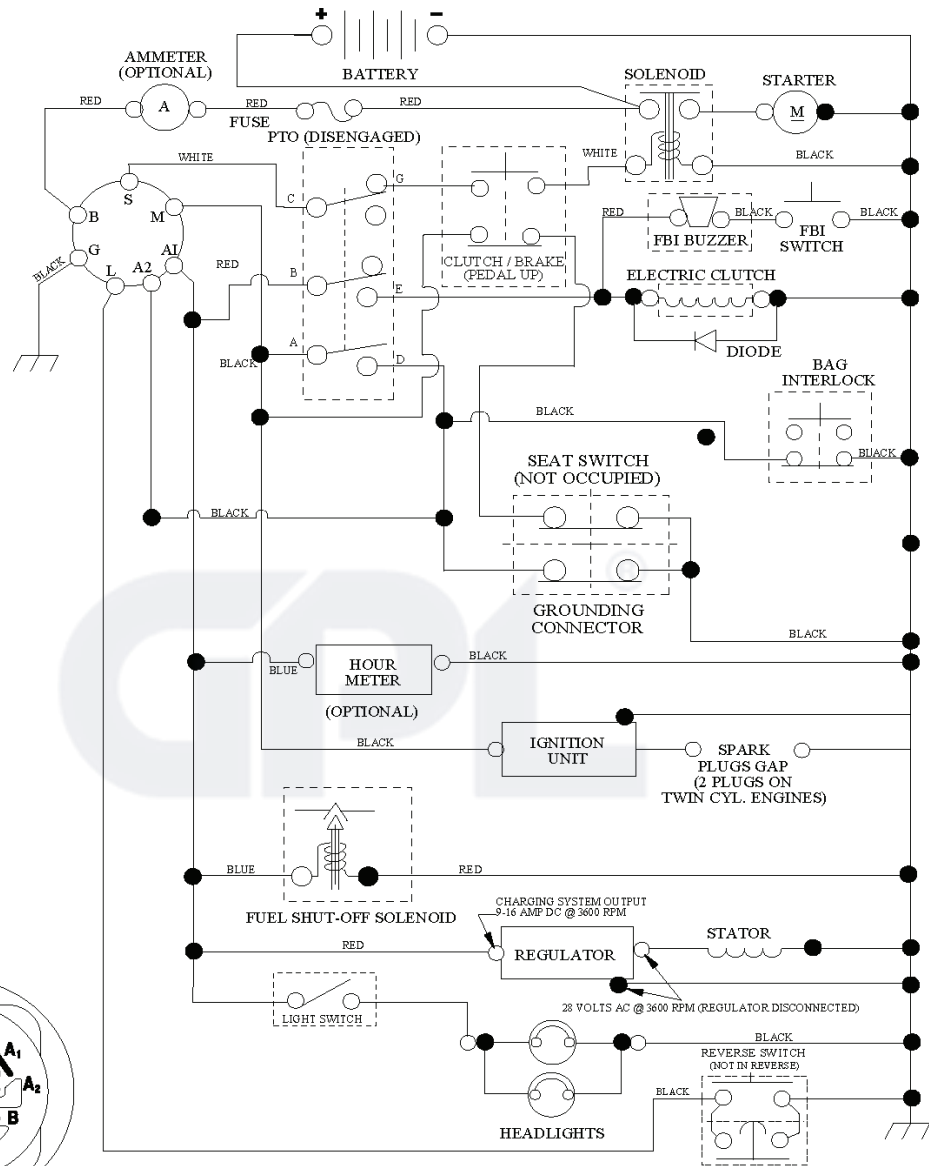 +
−
BATTERY
AMMETER
(OPTIONAL)
SOLENOID
STARTER
RED
A
RED
FUSE
RED
M
PTO (DISENGAGED)
WHITE
WHITE
BLACK
S
C
G
B
M
RED
FBI BUZZER
BLACK
FBI
SWITCH
BLACK
G
A1
L
A2
BLACK
RED
B
E
CLUTCH / BRAKE
(PEDAL UP)
ELECTRIC CLUTCH
DIODE
A
D
BLACK
BAG
INTERLOCK
BLACK
BLACK
SEAT SWITCH
(NOT OCCUPIED)
BLACK
GROUNDING
CONNECTOR
BLACK
BLUE
HOUR
METER
BLACK
(OPTIONAL)
BLACK
IGNITION
UNIT
SPARK
PLUGS GAP
(2 PLUGS ON
TWIN CYL. ENGINES)
GPL
®
BLUE
RED
FUEL SHUT-OFF SOLENOID
CHARGING SYSTEM OUTPUT
9-16 AMP DC @ 3600 RPM
RED
REGULATOR
STATOR
28 VOLTS AC @ 3600 RPM (REGULATOR DISCONNECTED)
LIGHT SWITCH
BLACK
HEADLIGHTS
REVERSE SWITCH
(NOT IN REVERSE)
BLACK
A1
A2
B